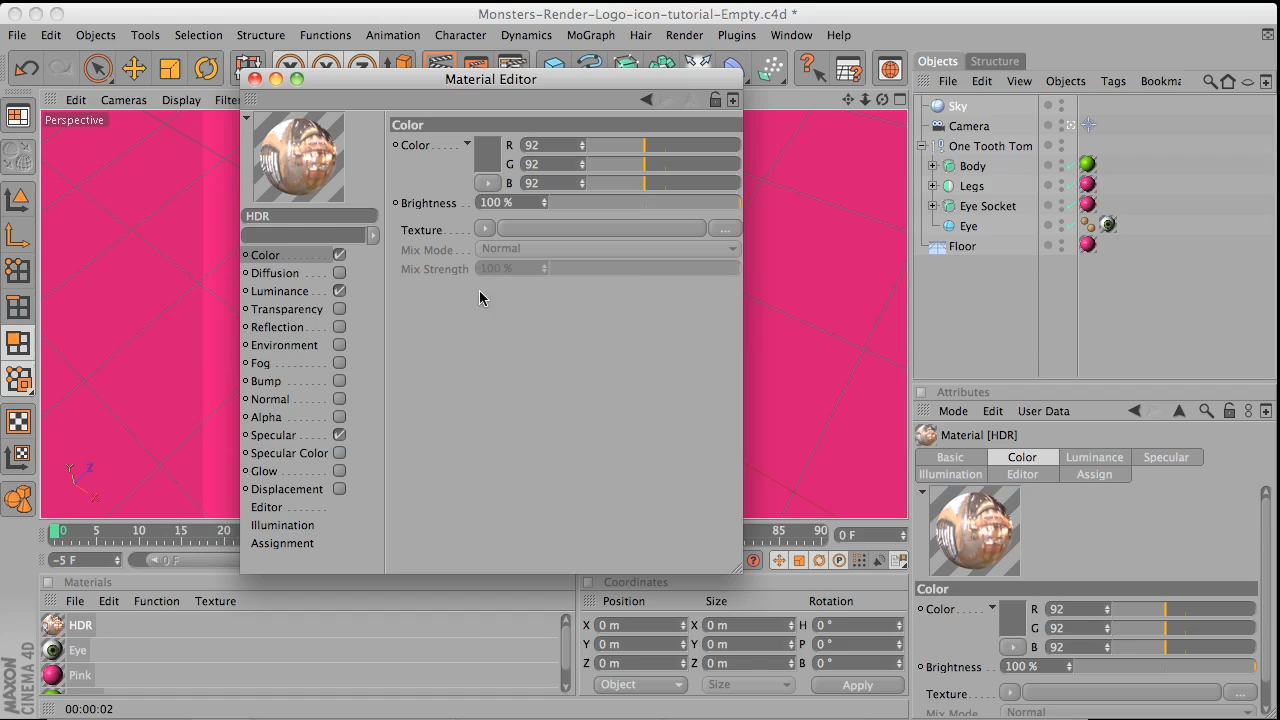 Monsters-Render-Logo-icon-tutorial-Empty.c4d *
File Edit Objects Tools Selection Structure Functions Animation Character Dynamics MoGraph Hair Render Plugins Window Help
Material Editor
Edit Cameras Display Filter
Perspective
HDR
Color
Diffusion
Luminance
Transparency
Reflection
Environment
Fog
Bump
Normal
Alpha
Specular
Specular Color
Glow
Displacement
Editor
Illumination
Assignment
Color
Color R 92
G 92
B 92
Brightness 100 %
Texture ...
Mix Mode Normal
Mix Strength 100 %
Objects Structure
File Edit View Objects Tags Bookma
Sky
Camera
One Tooth Tom
Body
Legs
Eye Socket
Eye
Floor
Attributes
Mode Edit User Data
Material [HDR]
Basic Color Luminance Specular
Illumination Editor Assign
Color
Color R 92
G 92
B 92
Brightness 100 %
Texture ...
Mix Mode Normal
Y Z X
0 5 10 15 20 85 90 0 F
-5 F 0 F
Materials
File Edit Function Texture
HDR
Eye
Pink
Coordinates
Position Size Rotation
X 0 m X 0 m H 0 °
Y 0 m Y 0 m P 0 °
Z 0 m Z 0 m B 0 °
Object Size Apply
MAXON
CINEMA 4D
00:00:02